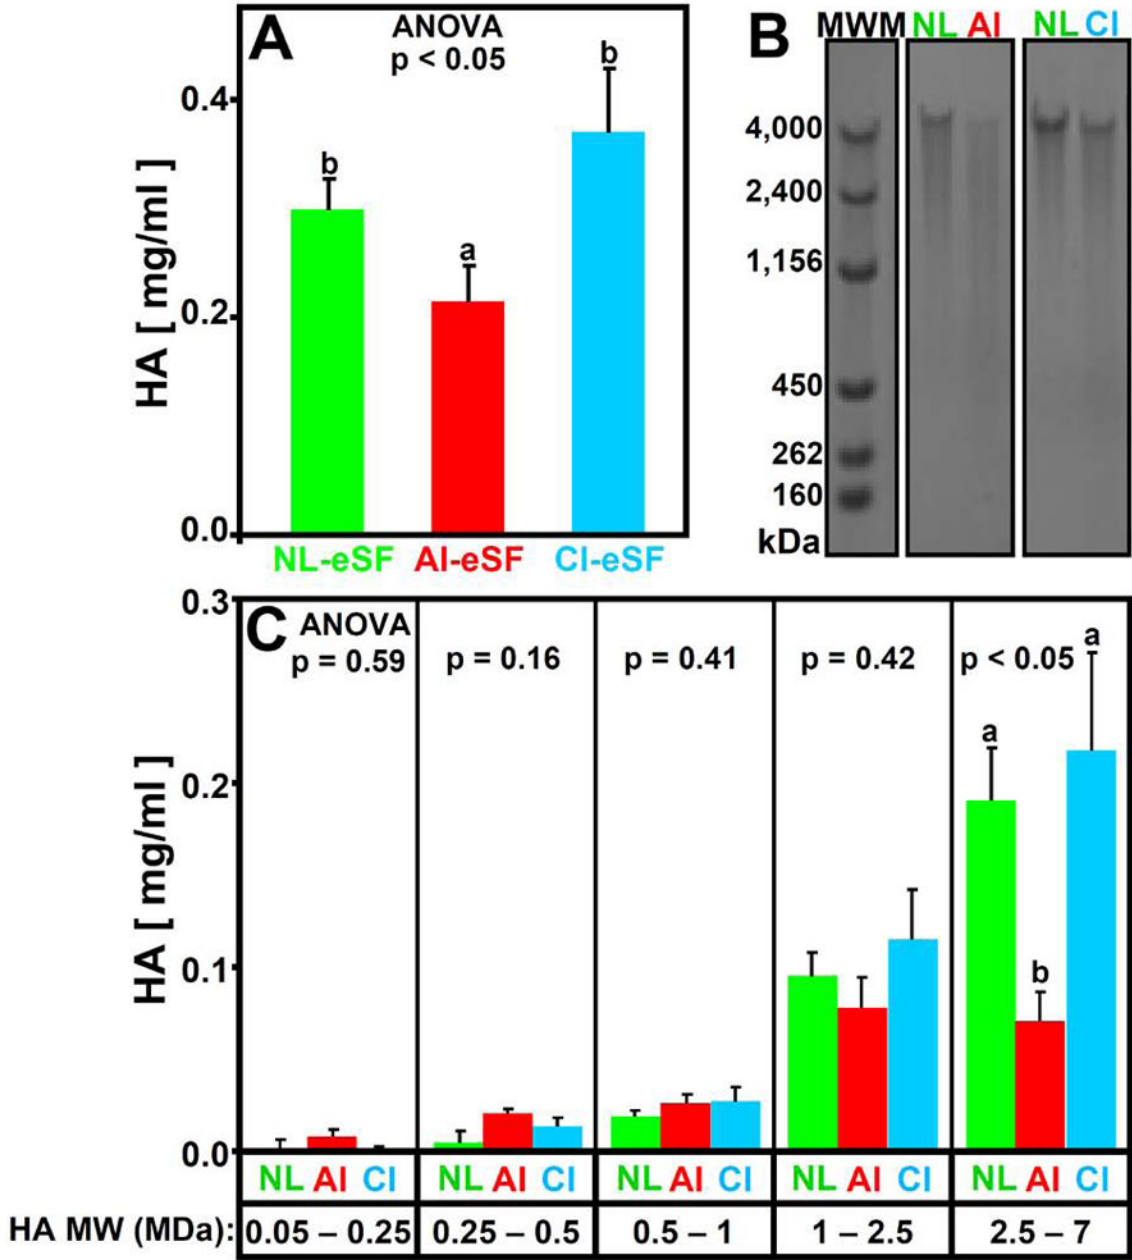 A
ANOVA
p < 0.05
HA [ mg/ml ]
0.4
0.2
0.0
b
a
b
NL-eSF AI-eSF CI-eSF
B
MWM NL AI NL CI
4,000
2,400
1,156
450
262
160
kDa
C
HA [ mg/ml ]
0.3
0.2
0.1
0.0
ANOVA
p = 0.59
p = 0.16
p = 0.41
p = 0.42
p < 0.05
a
b
a
NL AI CI NL AI CI NL AI CI NL AI CI NL AI CI
HA MW (MDa): 0.05 – 0.25 0.25 – 0.5 0.5 – 1 1 – 2.5 2.5 – 7